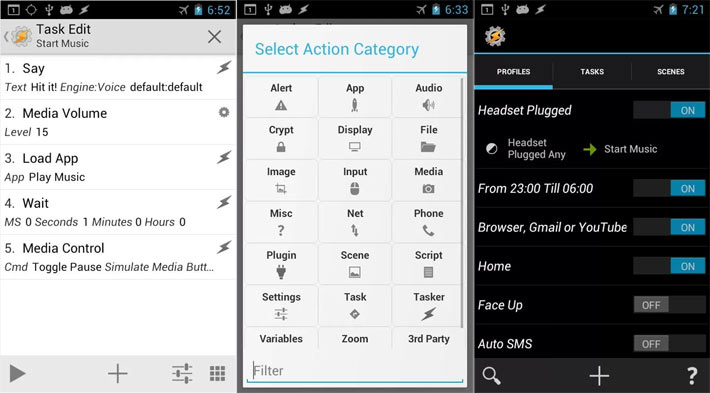 6:52
Task Edit
Start Music
1. Say
Text Hit it! Engine:Voice default:default
2. Media Volume
Level 15
3. Load App
App Play Music
4. Wait
MS 0 Seconds 1 Minutes 0 Hours 0
5. Media Control
Cmd Toggle Pause Simulate Media Butt...
6:33
Select Action Category
Alert App Audio
Crypt Display File
Image Input Media
Misc Net Phone
Plugin Scene Script
Settings Task Tasker
Variables Zoom 3rd Party
Filter
7:21
PROFILES TASKS SCENES
Headset Plugged ON
Headset
Plugged Any Start Music
From 23:00 Till 06:00 ON
Browser, Gmail or YouTube ON
Home ON
Face Up OFF
Auto SMS OFF